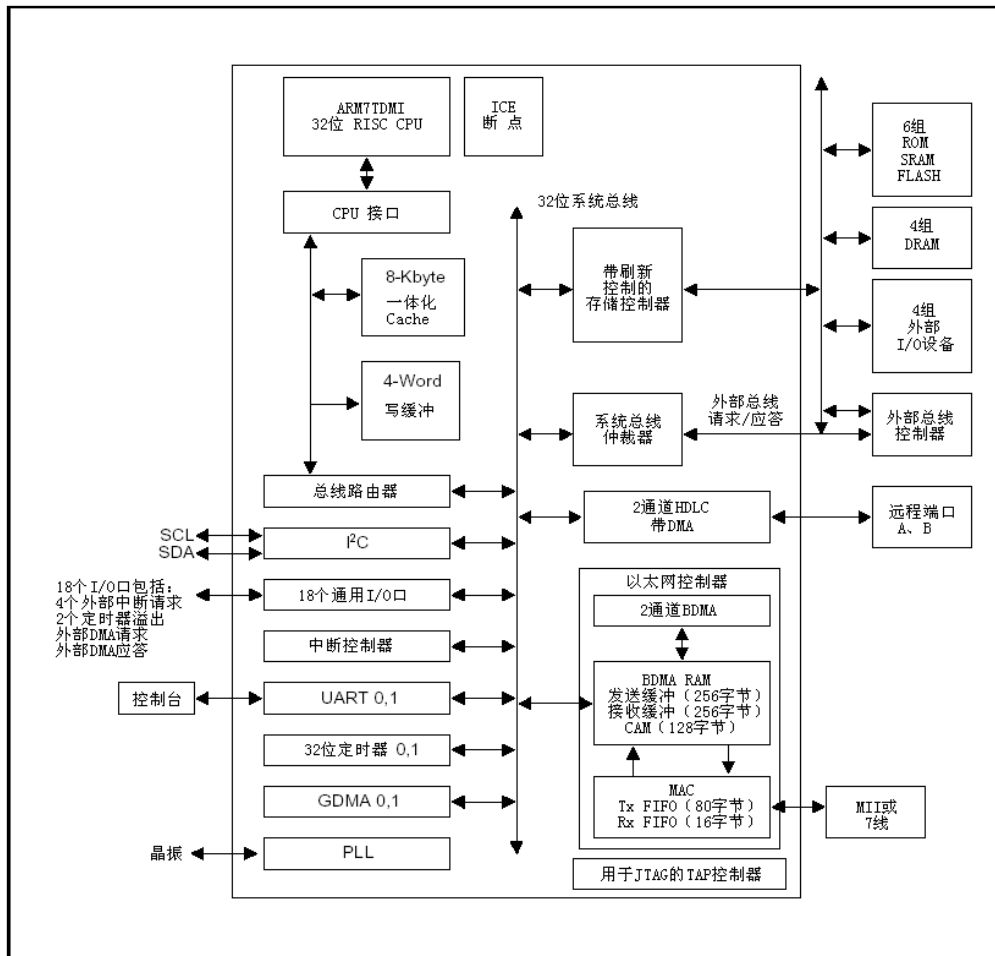 ARM7TDMI
32位 RISC CPU
ICE
断 点
CPU 接口
8-Kbyte
一体化
Cache
4-Word
写缓冲
总线路由器
SCL
SDA
I²C
18个I/O口包括:
4个外部中断请求
2个定时器溢出
外部DMA请求
外部DMA应答
18个通用I/O口
中断控制器
控制台
UART 0,1
32位定时器 0,1
GDMA 0,1
晶振
PLL
32位系统总线
带刷新
控制的
存储控制器
系统总线
仲裁器
外部总线
请求/应答
2通道HDLC
带DMA
以太网控制器
2通道BDMA
BDMA RAM
发送缓冲（256字节）
接收缓冲（256字节）
CAM（128字节）
MAC
Tx FIFO（80字节）
Rx FIFO（16字节）
用于JTAG的TAP控制器
6组
ROM
SRAM
FLASH
4组
DRAM
4组
外部
I/O设备
外部总线
控制器
远程端口
A、B
MII或
7线